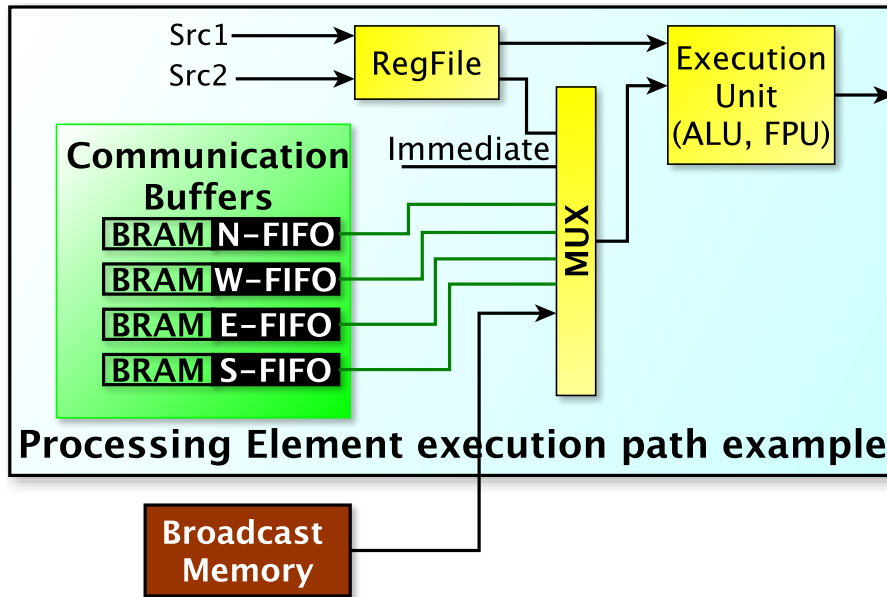 Src1
Src2
RegFile
Execution
Unit
(ALU, FPU)
Immediate
MUX
Communication
Buffers
BRAM N-FIFO
BRAM W-FIFO
BRAM E-FIFO
BRAM S-FIFO
Processing Element execution path example
Broadcast
Memory